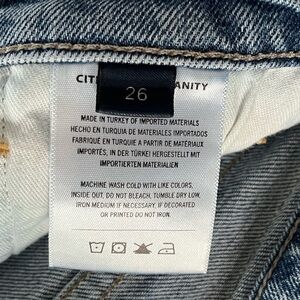 CITI ANITY
26
MADE IN TURKEY OF IMPORTED MATERIALS
HECHO EN TURQUIA DE MATERIALES IMPORTADOS
FABRIQUÉ EN TURQUIE A PARTIR DE MATÉRIAUX
IMPORTÉS, IN DER TÜRKEI HERGESTELLT MIT
IMPORTIERTEN MATERIALIEN
MACHINE WASH COLD WITH LIKE COLORS,
INSIDE OUT, DO NOT BLEACH, TUMBLE DRY LOW,
IRON MEDIUM IF NECESSARY, IF DECORATED
OR PRINTED DO NOT IRON.